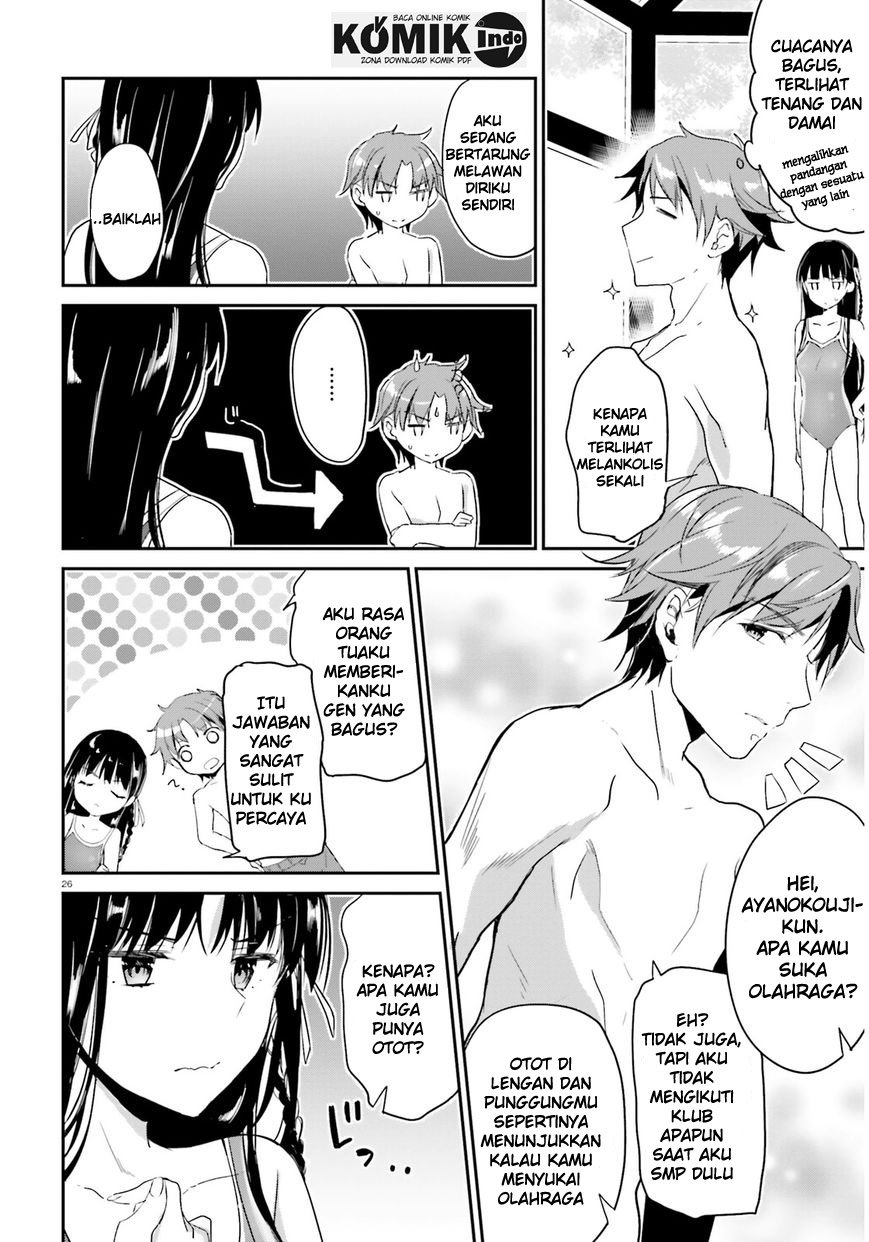 BACA ONLINE KOMIK
KOMIK Indo
ZONA DOWNLOAD KOMIK PDF
CUACANYA
BAGUS,
TERLIHAT
TENANG DAN
DAMAI
mengalihkan
pandangan
dengan sesuatu
yang lain
KENAPA
KAMU
TERLIHAT
MELANKOLIS
SEKALI
AKU
SEDANG
BERTARUNG
MELAWAN
DIRIKU
SENDIRI
..BAIKLAH
......
HEI,
AYANOKOUJI-
KUN.
APA KAMU
SUKA
OLAHRAGA?
EH?
TIDAK JUGA,
TAPI AKU
TIDAK
MENGIKUTI
KLUB
APAPUN
SAAT AKU
SMP DULU
OTOT DI
LENGAN DAN
PUNGGUNGMU
SEPERTINYA
MENUNJUKKAN
KALAU KAMU
MENYUKAI
OLAHRAGA
AKU RASA
ORANG
TUAKU
MEMBERI-
KANKU
GEN YANG
BAGUS?
ITU
JAWABAN
YANG
SANGAT
SULIT
UNTUK KU
PERCAYA
?
26
KENAPA?
APA KAMU
JUGA
PUNYA
OTOT?
じっ..